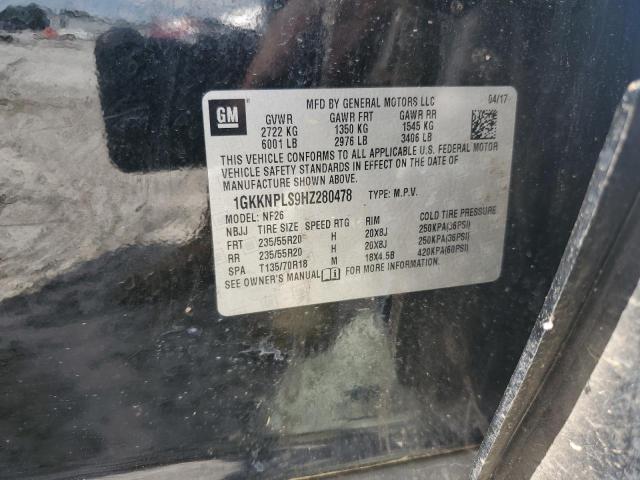 GM
MFD BY GENERAL MOTORS LLC 04/17
GVWR GAWR FRT GAWR RR
2722 KG 1350 KG 1545 KG
6001 LB 2976 LB 3406 LB
THIS VEHICLE CONFORMS TO ALL APPLICABLE U.S. FEDERAL MOTOR
VEHICLE SAFETY STANDARDS IN EFFECT ON THE DATE OF
MANUFACTURE SHOWN ABOVE.
1GKKNPLS9HZ280478 TYPE: M.P.V.
MODEL: NF26
NBJJ TIRE SIZE SPEED RTG RIM COLD TIRE PRESSURE
FRT 235/55R20 H 20X8J 250KPA(36PSI)
RR 235/55R20 H 20X8J 250KPA(36PSI)
SPA T135/70R18 M 18X4.5B 420KPA(60PSI)
SEE OWNER'S MANUAL FOR MORE INFORMATION.